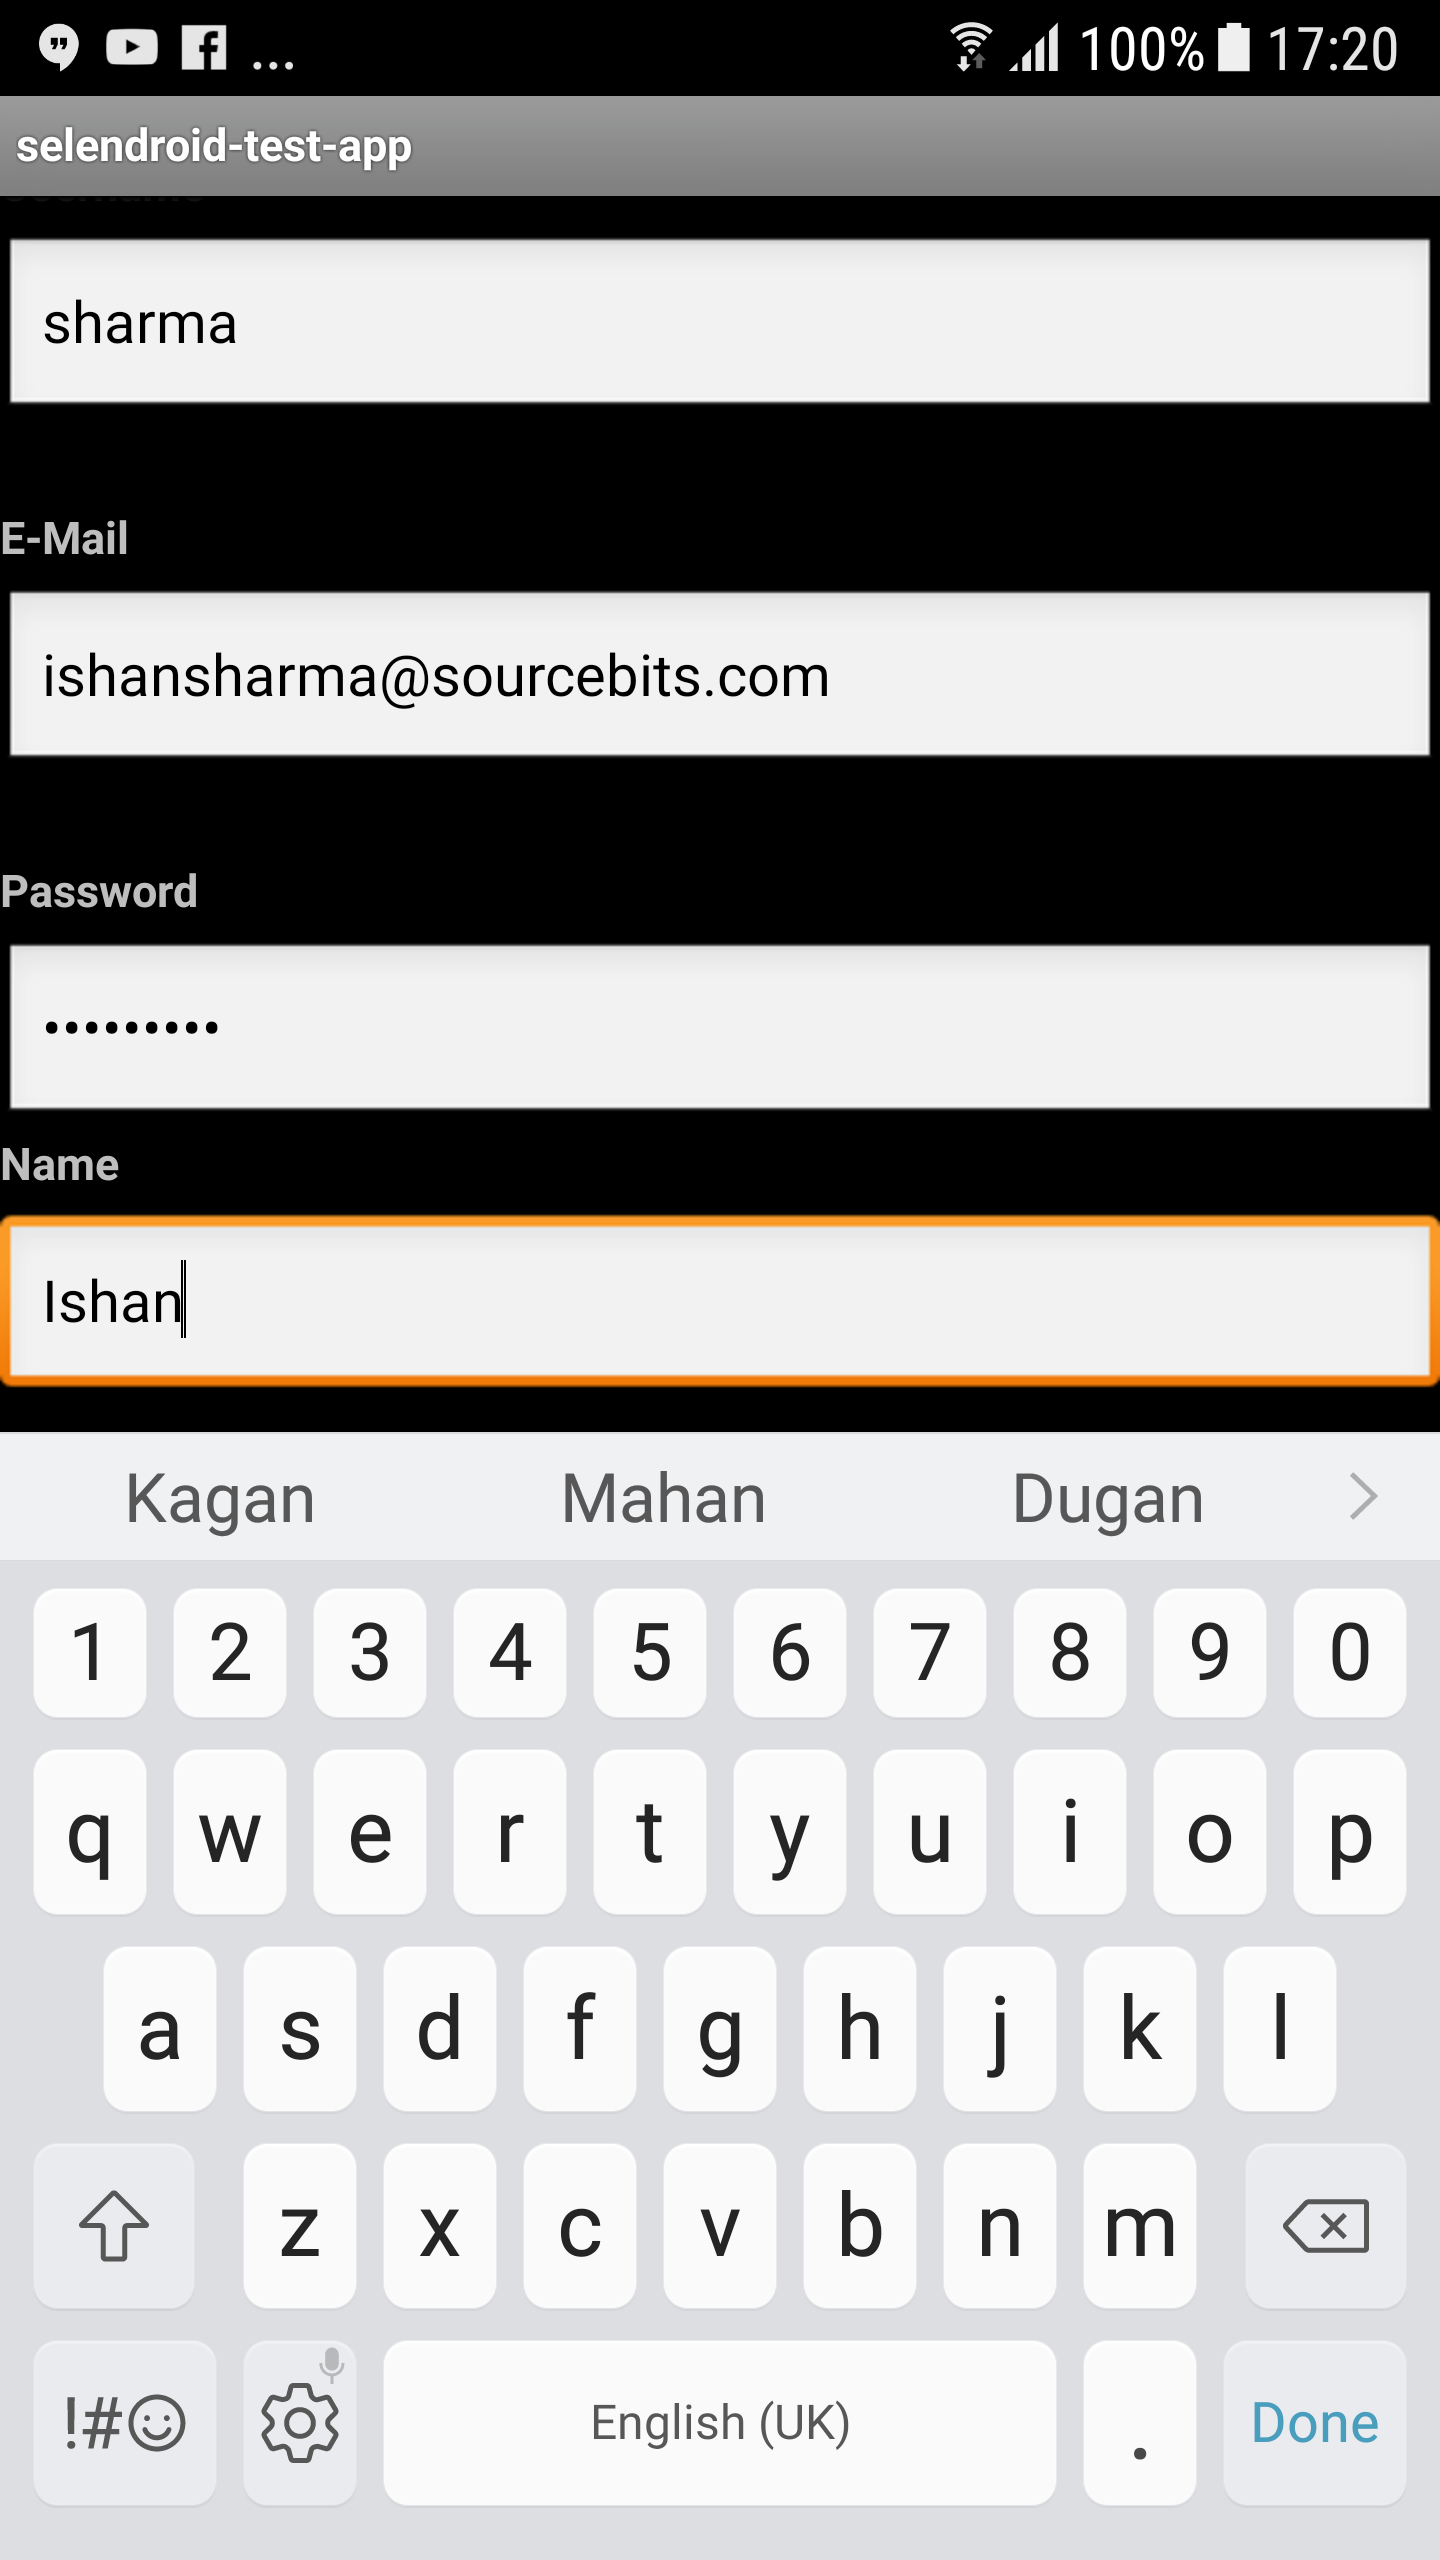 ... 100% 17:20
selendroid-test-app
sharma
E-Mail
ishansharma@sourcebits.com
Password
•••••••••
Name
Ishan
Kagan Mahan Dugan
1 2 3 4 5 6 7 8 9 0
q w e r t y u i o p
a s d f g h j k l
z x c v b n m
!#☺ English (UK) . Done